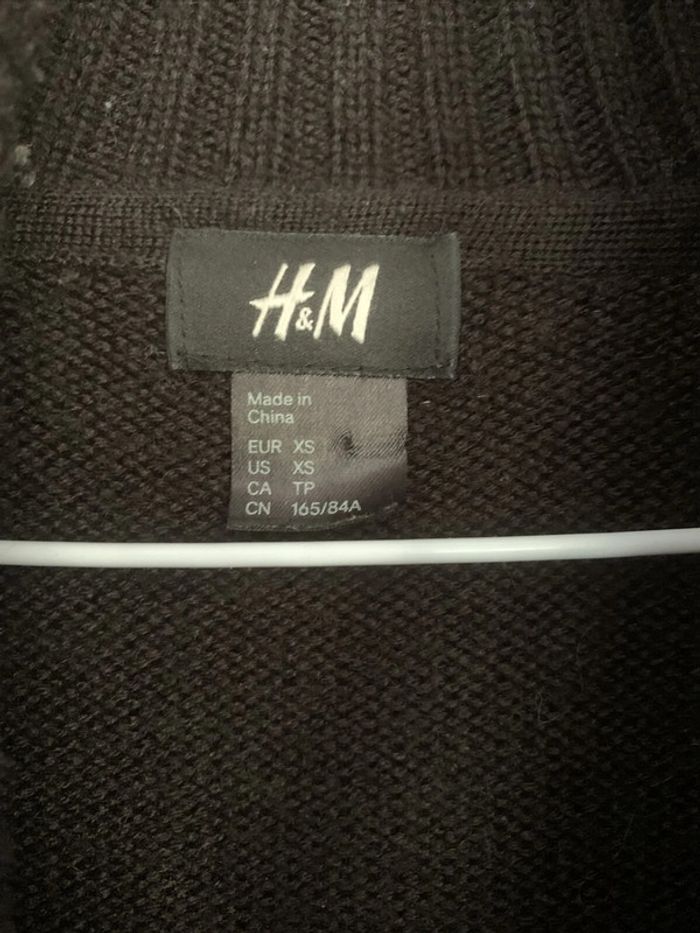 H&M
Made in
China
EUR XS
US XS
CA TP
CN 165/84A